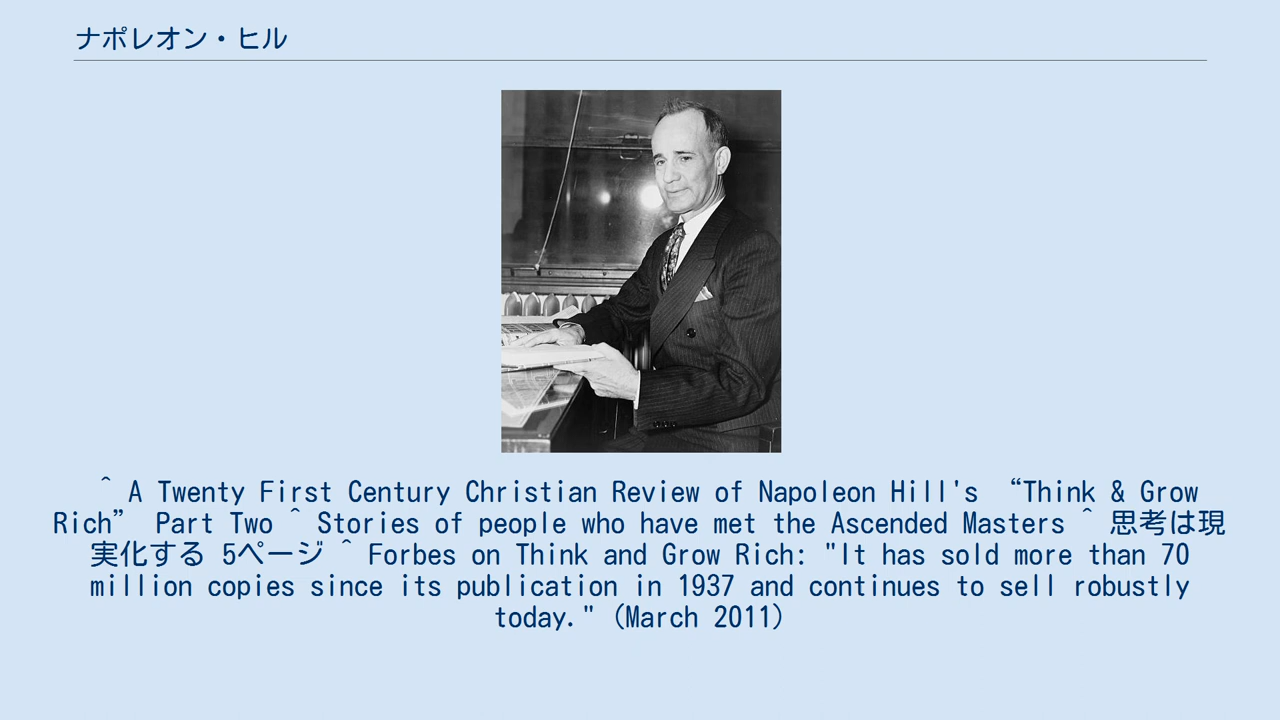 ナポレオン・ヒル
^ A Twenty First Century Christian Review of Napoleon Hill's “Think & Grow
Rich” Part Two ^ Stories of people who have met the Ascended Masters ^ 思考は現
実化する 5ページ ^ Forbes on Think and Grow Rich: "It has sold more than 70
million copies since its publication in 1937 and continues to sell robustly
today."（March 2011）